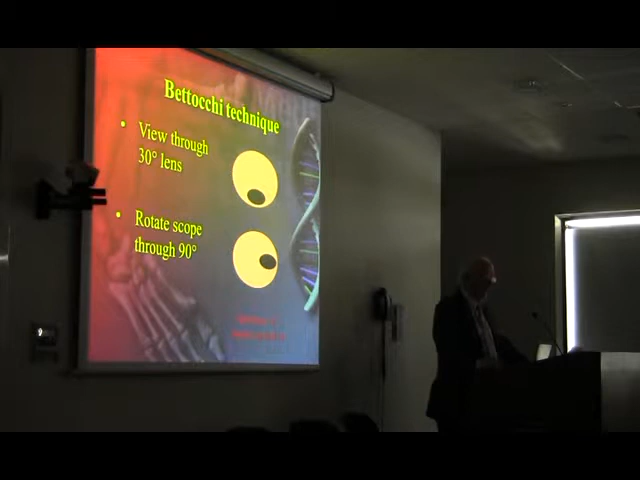 Bettocchi technique
• View through
30° lens
• Rotate scope
through 90°